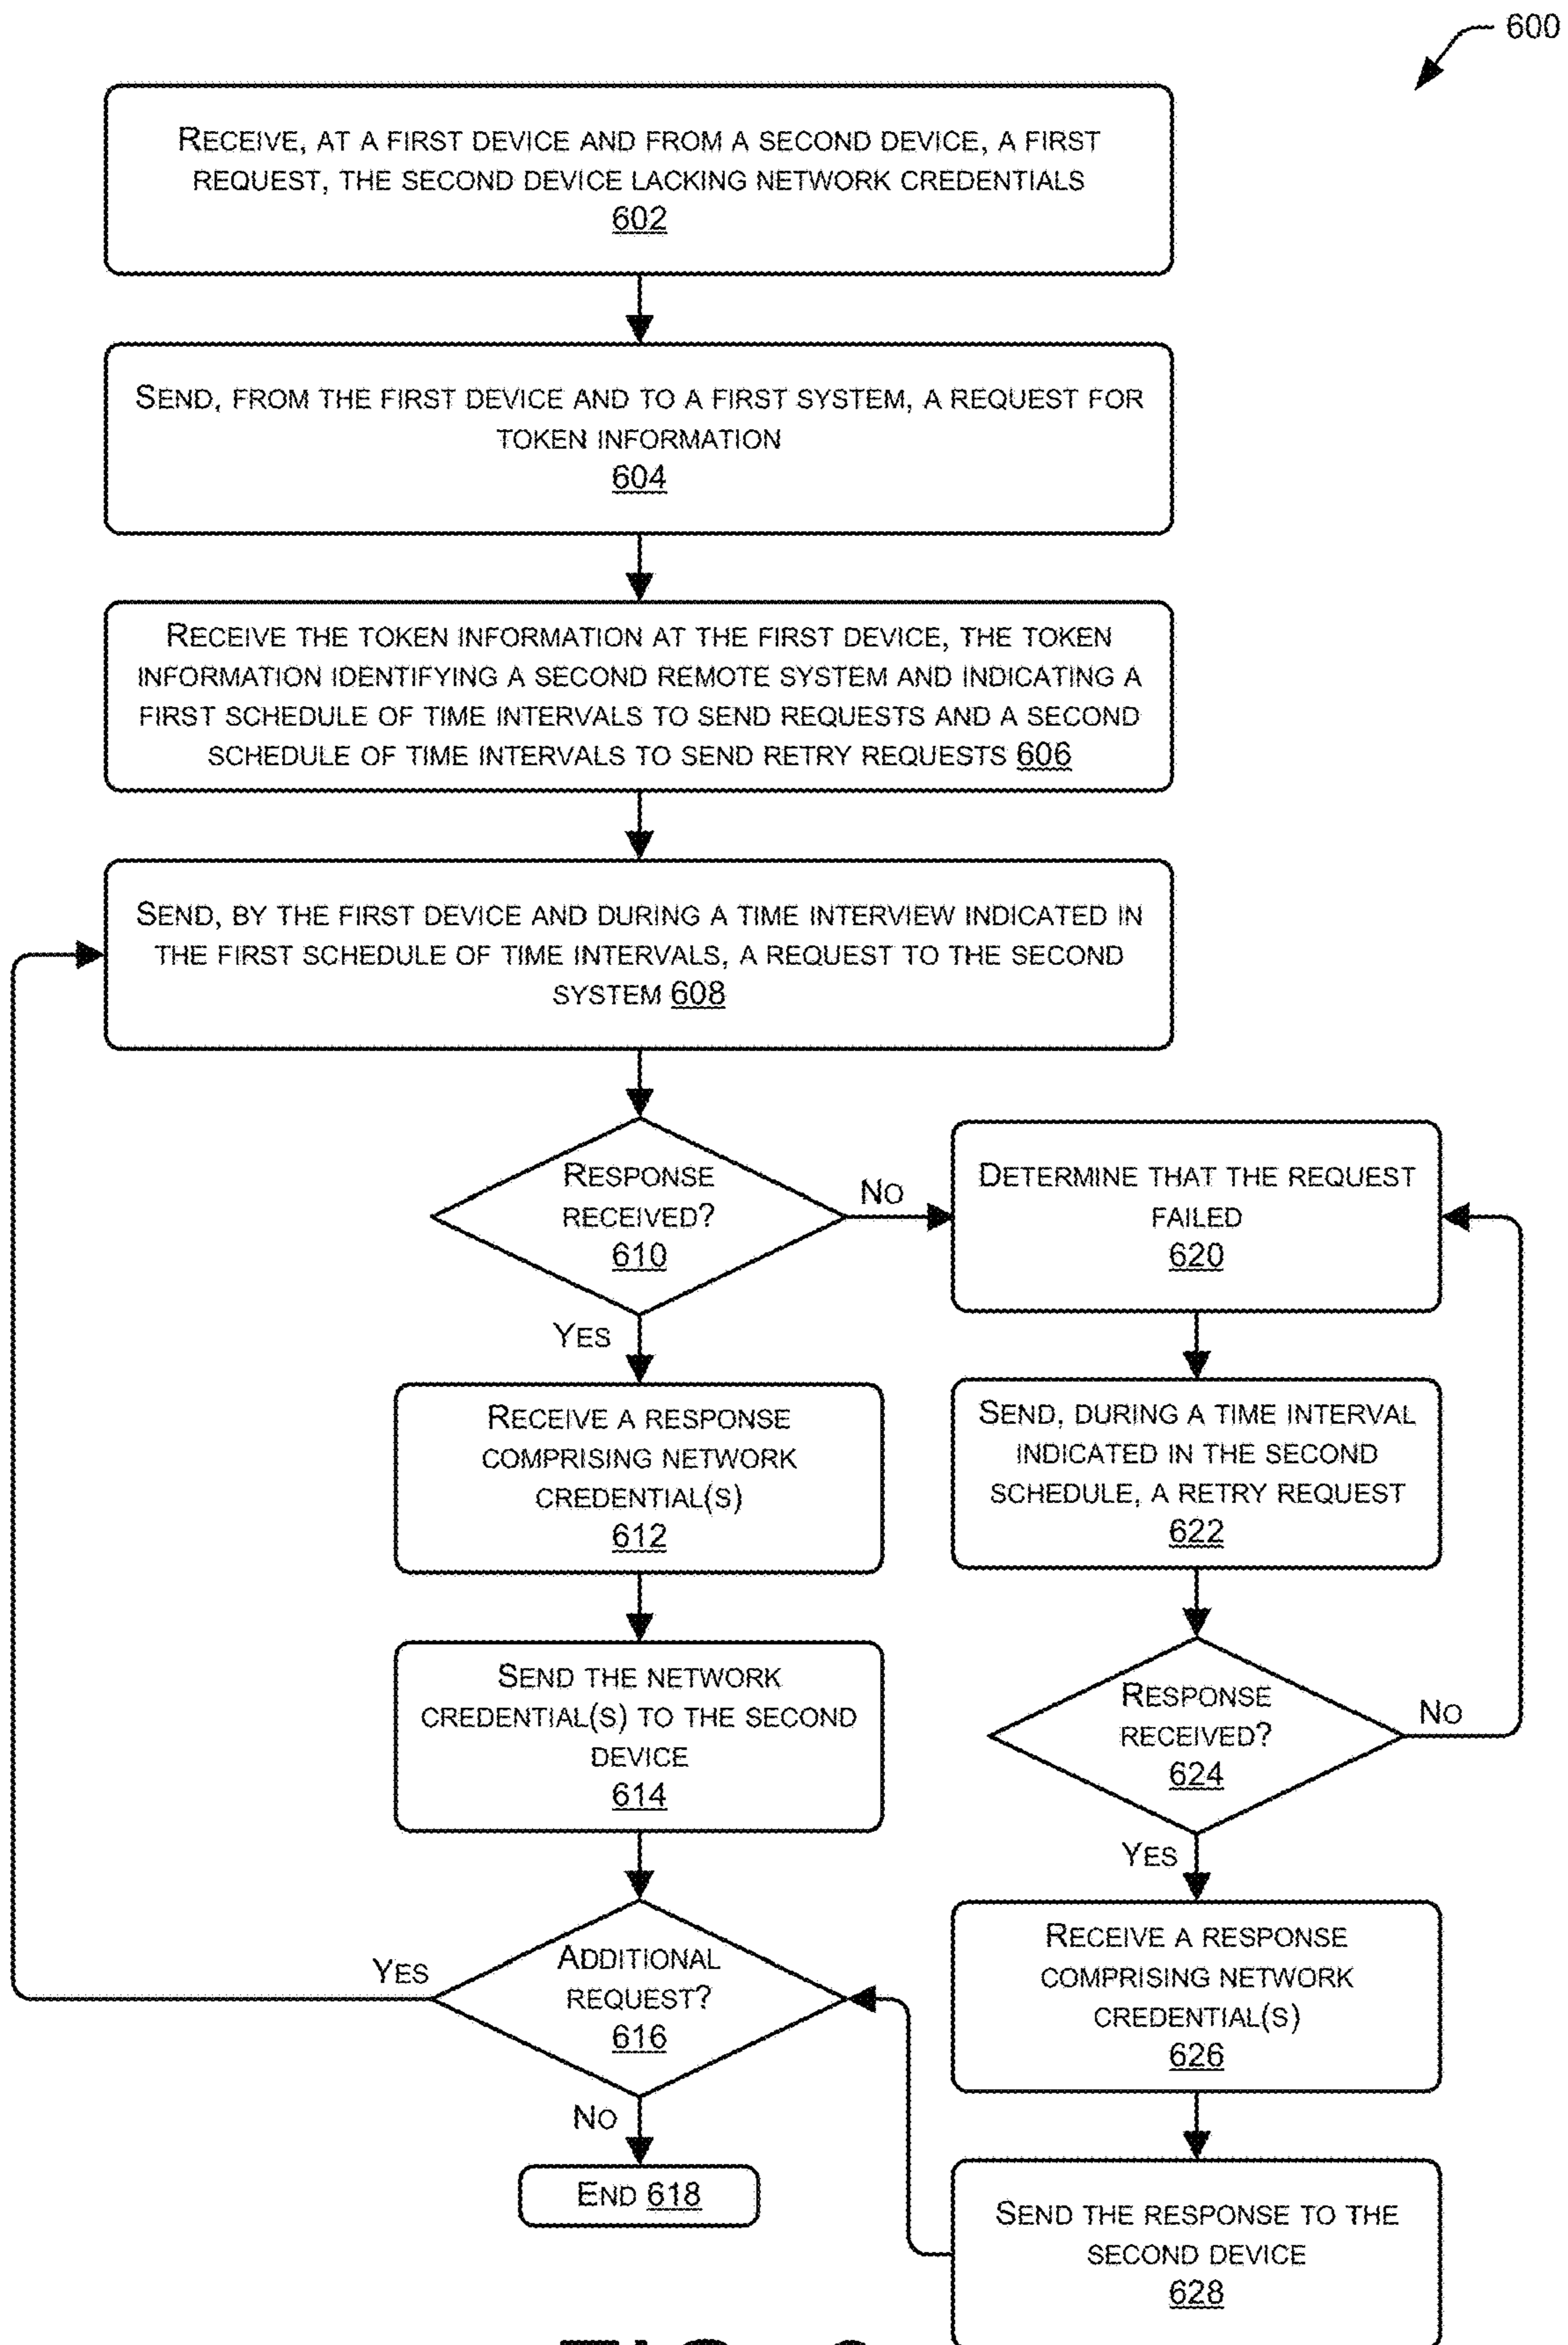 600
RECEIVE, AT A FIRST DEVICE AND FROM A SECOND DEVICE, A FIRST
REQUEST, THE SECOND DEVICE LACKING NETWORK CREDENTIALS
602
SEND, FROM THE FIRST DEVICE AND TO A FIRST SYSTEM, A REQUEST FOR
TOKEN INFORMATION
604
RECEIVE THE TOKEN INFORMATION AT THE FIRST DEVICE, THE TOKEN
INFORMATION IDENTIFYING A SECOND REMOTE SYSTEM AND INDICATING A
FIRST SCHEDULE OF TIME INTERVALS TO SEND REQUESTS AND A SECOND
SCHEDULE OF TIME INTERVALS TO SEND RETRY REQUESTS 606
SEND, BY THE FIRST DEVICE AND DURING A TIME INTERVIEW INDICATED IN
THE FIRST SCHEDULE OF TIME INTERVALS, A REQUEST TO THE SECOND
SYSTEM 608
RESPONSE
RECEIVED?
610
NO
YES
DETERMINE THAT THE REQUEST
FAILED
620
RECEIVE A RESPONSE
COMPRISING NETWORK
CREDENTIAL(S)
612
SEND, DURING A TIME INTERVAL
INDICATED IN THE SECOND
SCHEDULE, A RETRY REQUEST
622
SEND THE NETWORK
CREDENTIAL(S) TO THE SECOND
DEVICE
614
RESPONSE
RECEIVED?
624
NO
YES
ADDITIONAL
REQUEST?
616
YES
NO
RECEIVE A RESPONSE
COMPRISING NETWORK
CREDENTIAL(S)
626
END 618
SEND THE RESPONSE TO THE
SECOND DEVICE
628